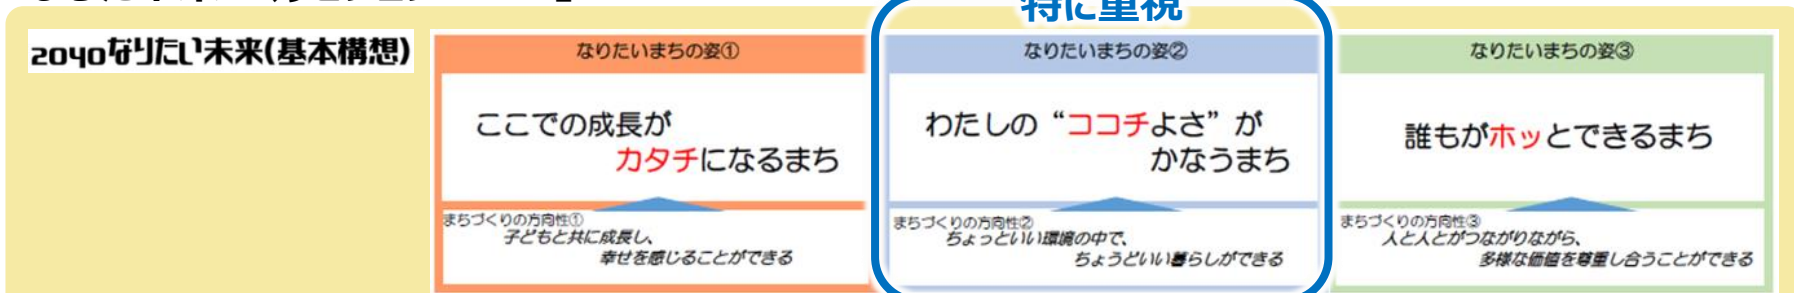 特に重視
2040なりたい未来(基本構想)
なりたいまちの姿①
ここでの成長が
カタチになるまち
まちづくりの方向性①
子どもと共に成長し、
幸せを感じることができる
なりたいまちの姿②
わたしの“ココチよさ”が
かなうまち
まちづくりの方向性②
ちょっといい環境の中で、
ちょうどいい暮らしができる
なりたいまちの姿③
誰もがホッとできるまち
まちづくりの方向性③
人と人とがつながりながら、
多様な価値を尊重し合うことができる